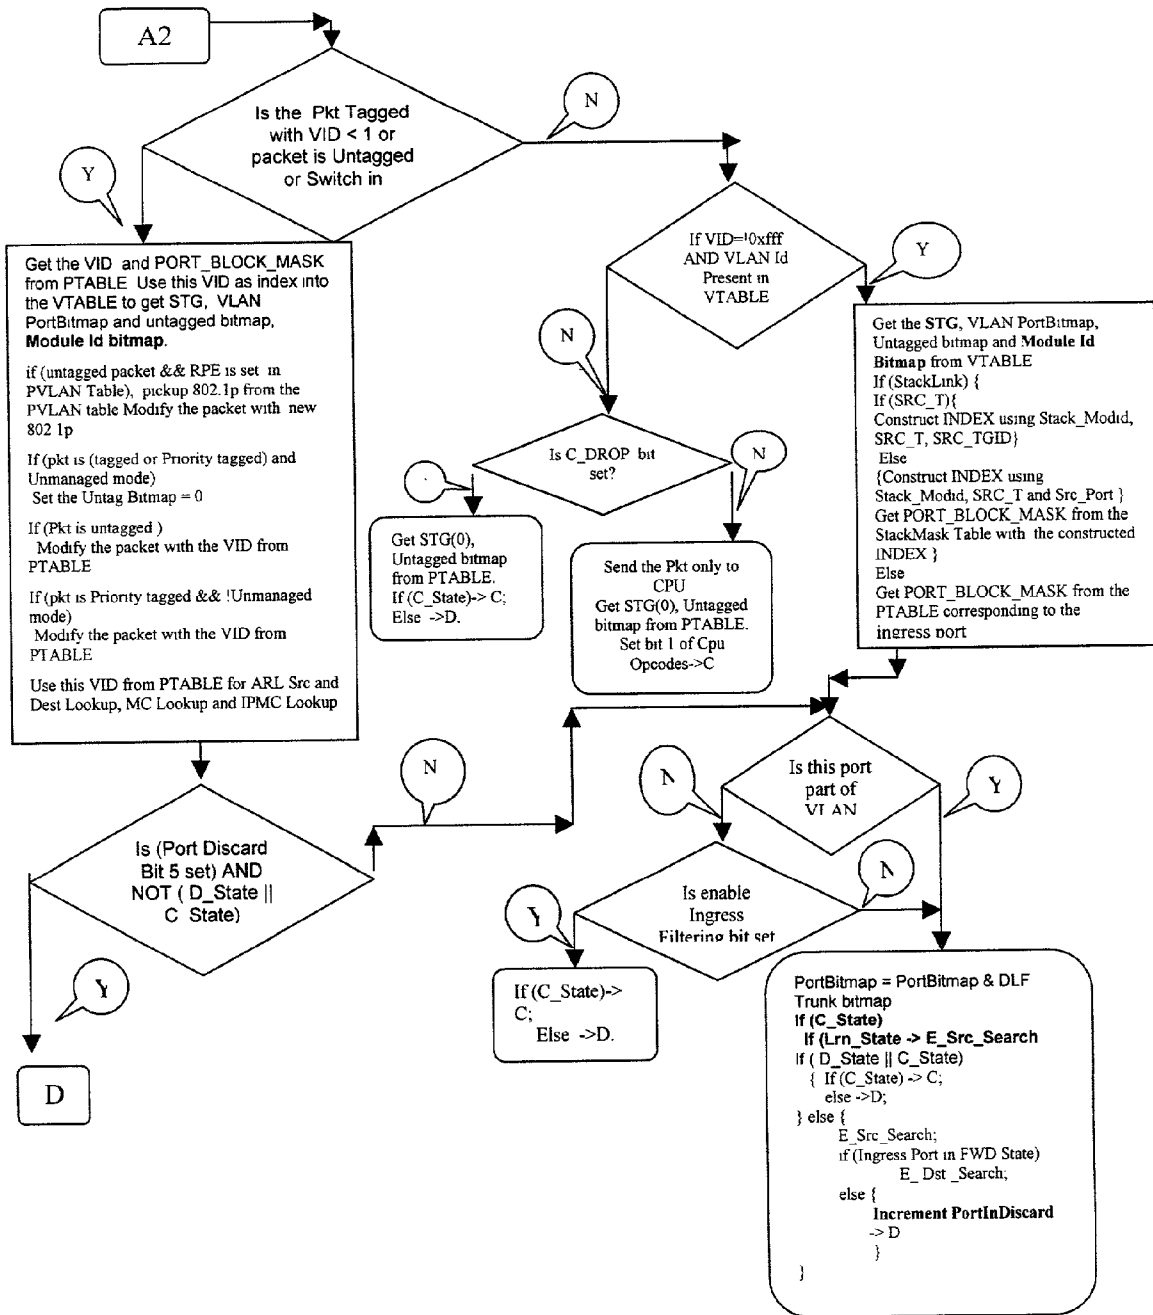 A2
Is the Pkt Tagged
with VID < 1 or
packet is Untagged
or Switch in
N
Y
If VID=!0xfff
AND VLAN Id
Present in
VTABLE
Y
N
Get the VID and PORT_BLOCK_MASK
from PTABLE Use this VID as index into
the VTABLE to get STG, VLAN
PortBitmap and untagged bitmap,
Module Id bitmap.
if (untagged packet && RPE is set in
PVLAN Table), pickup 802.1p from the
PVLAN table Modify the packet with new
802 1p
If (pkt is (tagged or Priority tagged) and
Unmanaged mode)
Set the Untag Bitmap = 0
If (Pkt is untagged )
Modify the packet with the VID from
PTABLE
If (pkt is Priority tagged && !Unmanaged
mode)
Modify the packet with the VID from
PTABLE
Use this VID from PTABLE for ARL Src and
Dest Lookup, MC Lookup and IPMC Lookup
Get the STG, VLAN PortBitmap,
Untagged bitmap and Module Id
Bitmap from VTABLE
If (StackLink) {
If (SRC_T){
Construct INDEX using Stack_Modid,
SRC_T, SRC_TGID}
Else
{Construct INDEX using
Stack_Modid, SRC_T and Src_Port }
Get PORT_BLOCK_MASK from the
StackMask Table with the constructed
INDEX }
Else
Get PORT_BLOCK_MASK from the
PTABLE corresponding to the
ingress port
Is C_DROP bit
set?
N
Get STG(0),
Untagged bitmap
from PTABLE.
If (C_State)-> C;
Else ->D.
Send the Pkt only to
CPU
Get STG(0), Untagged
bitmap from PTABLE.
Set bit 1 of Cpu
Opcodes->C
Is (Port Discard
Bit 5 set) AND
NOT ( D_State ||
C_State)
N
Y
D
Is this port
part of
VLAN
N
Y
Is enable
Ingress
Filtering bit set
N
Y
If (C_State)->
C;
Else ->D.
PortBitmap = PortBitmap & DLF
Trunk bitmap
If (C_State)
If (Lrn_State -> E_Src_Search
If ( D_State || C_State)
{ If (C_State) -> C;
else ->D;
} else {
E_Src_Search;
if (Ingress Port in FWD State)
E_ Dst _Search;
else {
Increment PortInDiscard
-> D
}
}